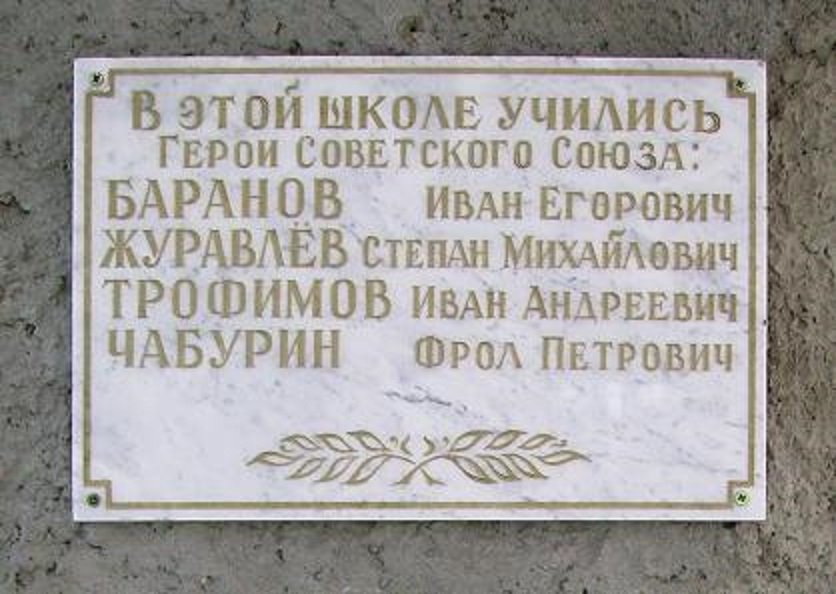 В ЭТОЙ ШКОЛЕ УЧИЛИСЬ
ГЕРОИ СОВЕТСКОГО СОЮЗА:
БАРАНОВ ИВАН ЕГОРОВИЧ
ЖУРАВЛЁВ СТЕПАН МИХАЙЛОВИЧ
ТРОФИМОВ ИВАН АНДРЕЕВИЧ
ЧАБУРИН ФРОЛ ПЕТРОВИЧ